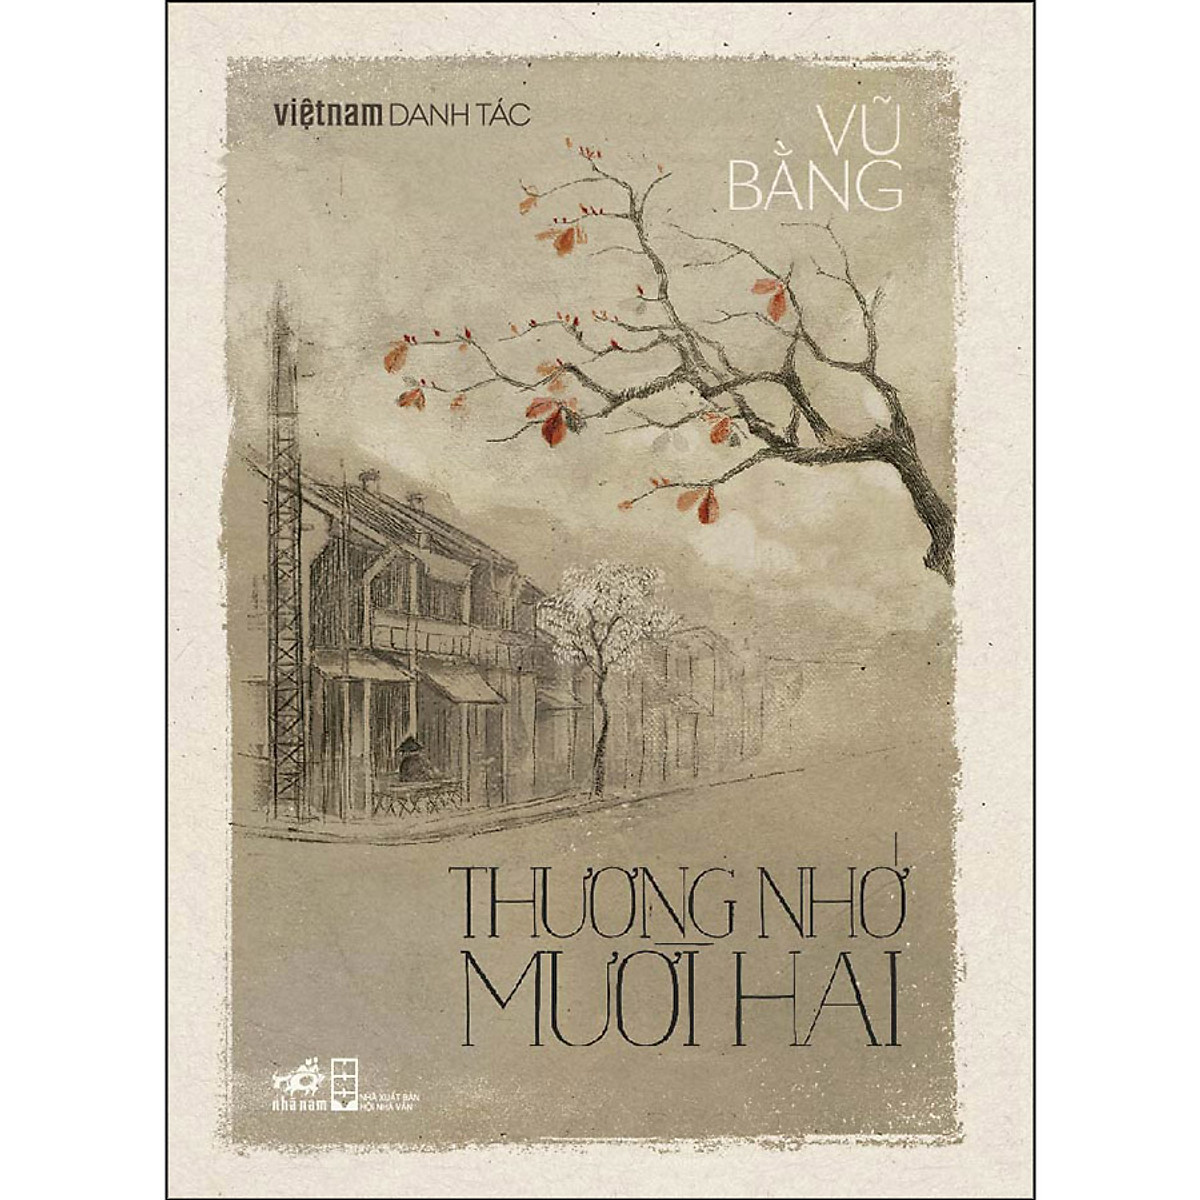 việtnam DANH TÁC
VŨ
BẰNG
THƯƠNG NHỚ
MƯỜI HAI
nhã nam
NHÀ XUẤT BẢN
HỘI NHÀ VĂN